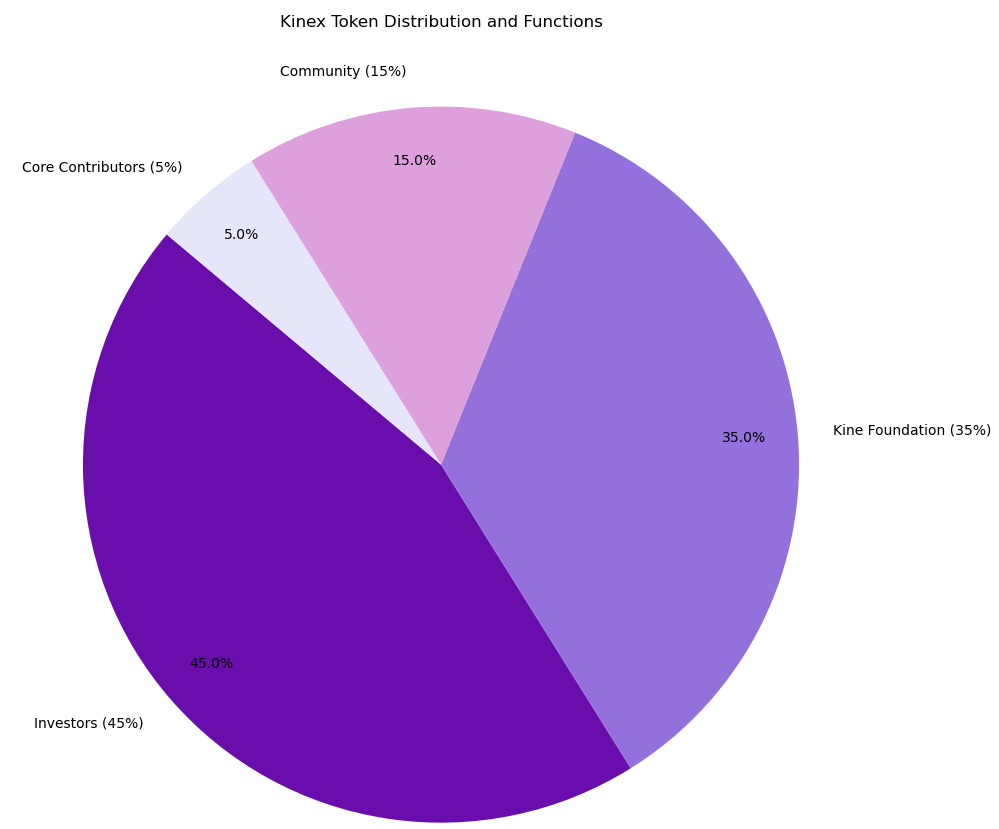 Kinex Token Distribution and Functions
Community (15%)
15.0%
Core Contributors (5%)
5.0%
Kine Foundation (35%)
35.0%
45.0%
Investors (45%)